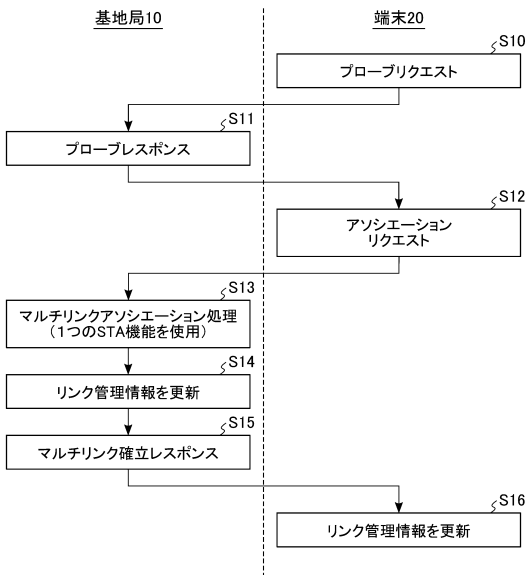 基地局10
端末20
S10
プローブリクエスト
S11
プローブレスポンス
S12
アソシエーション
リクエスト
S13
マルチリンクアソシエーション処理
（1つのSTA機能を使用）
S14
リンク管理情報を更新
S15
マルチリンク確立レスポンス
S16
リンク管理情報を更新